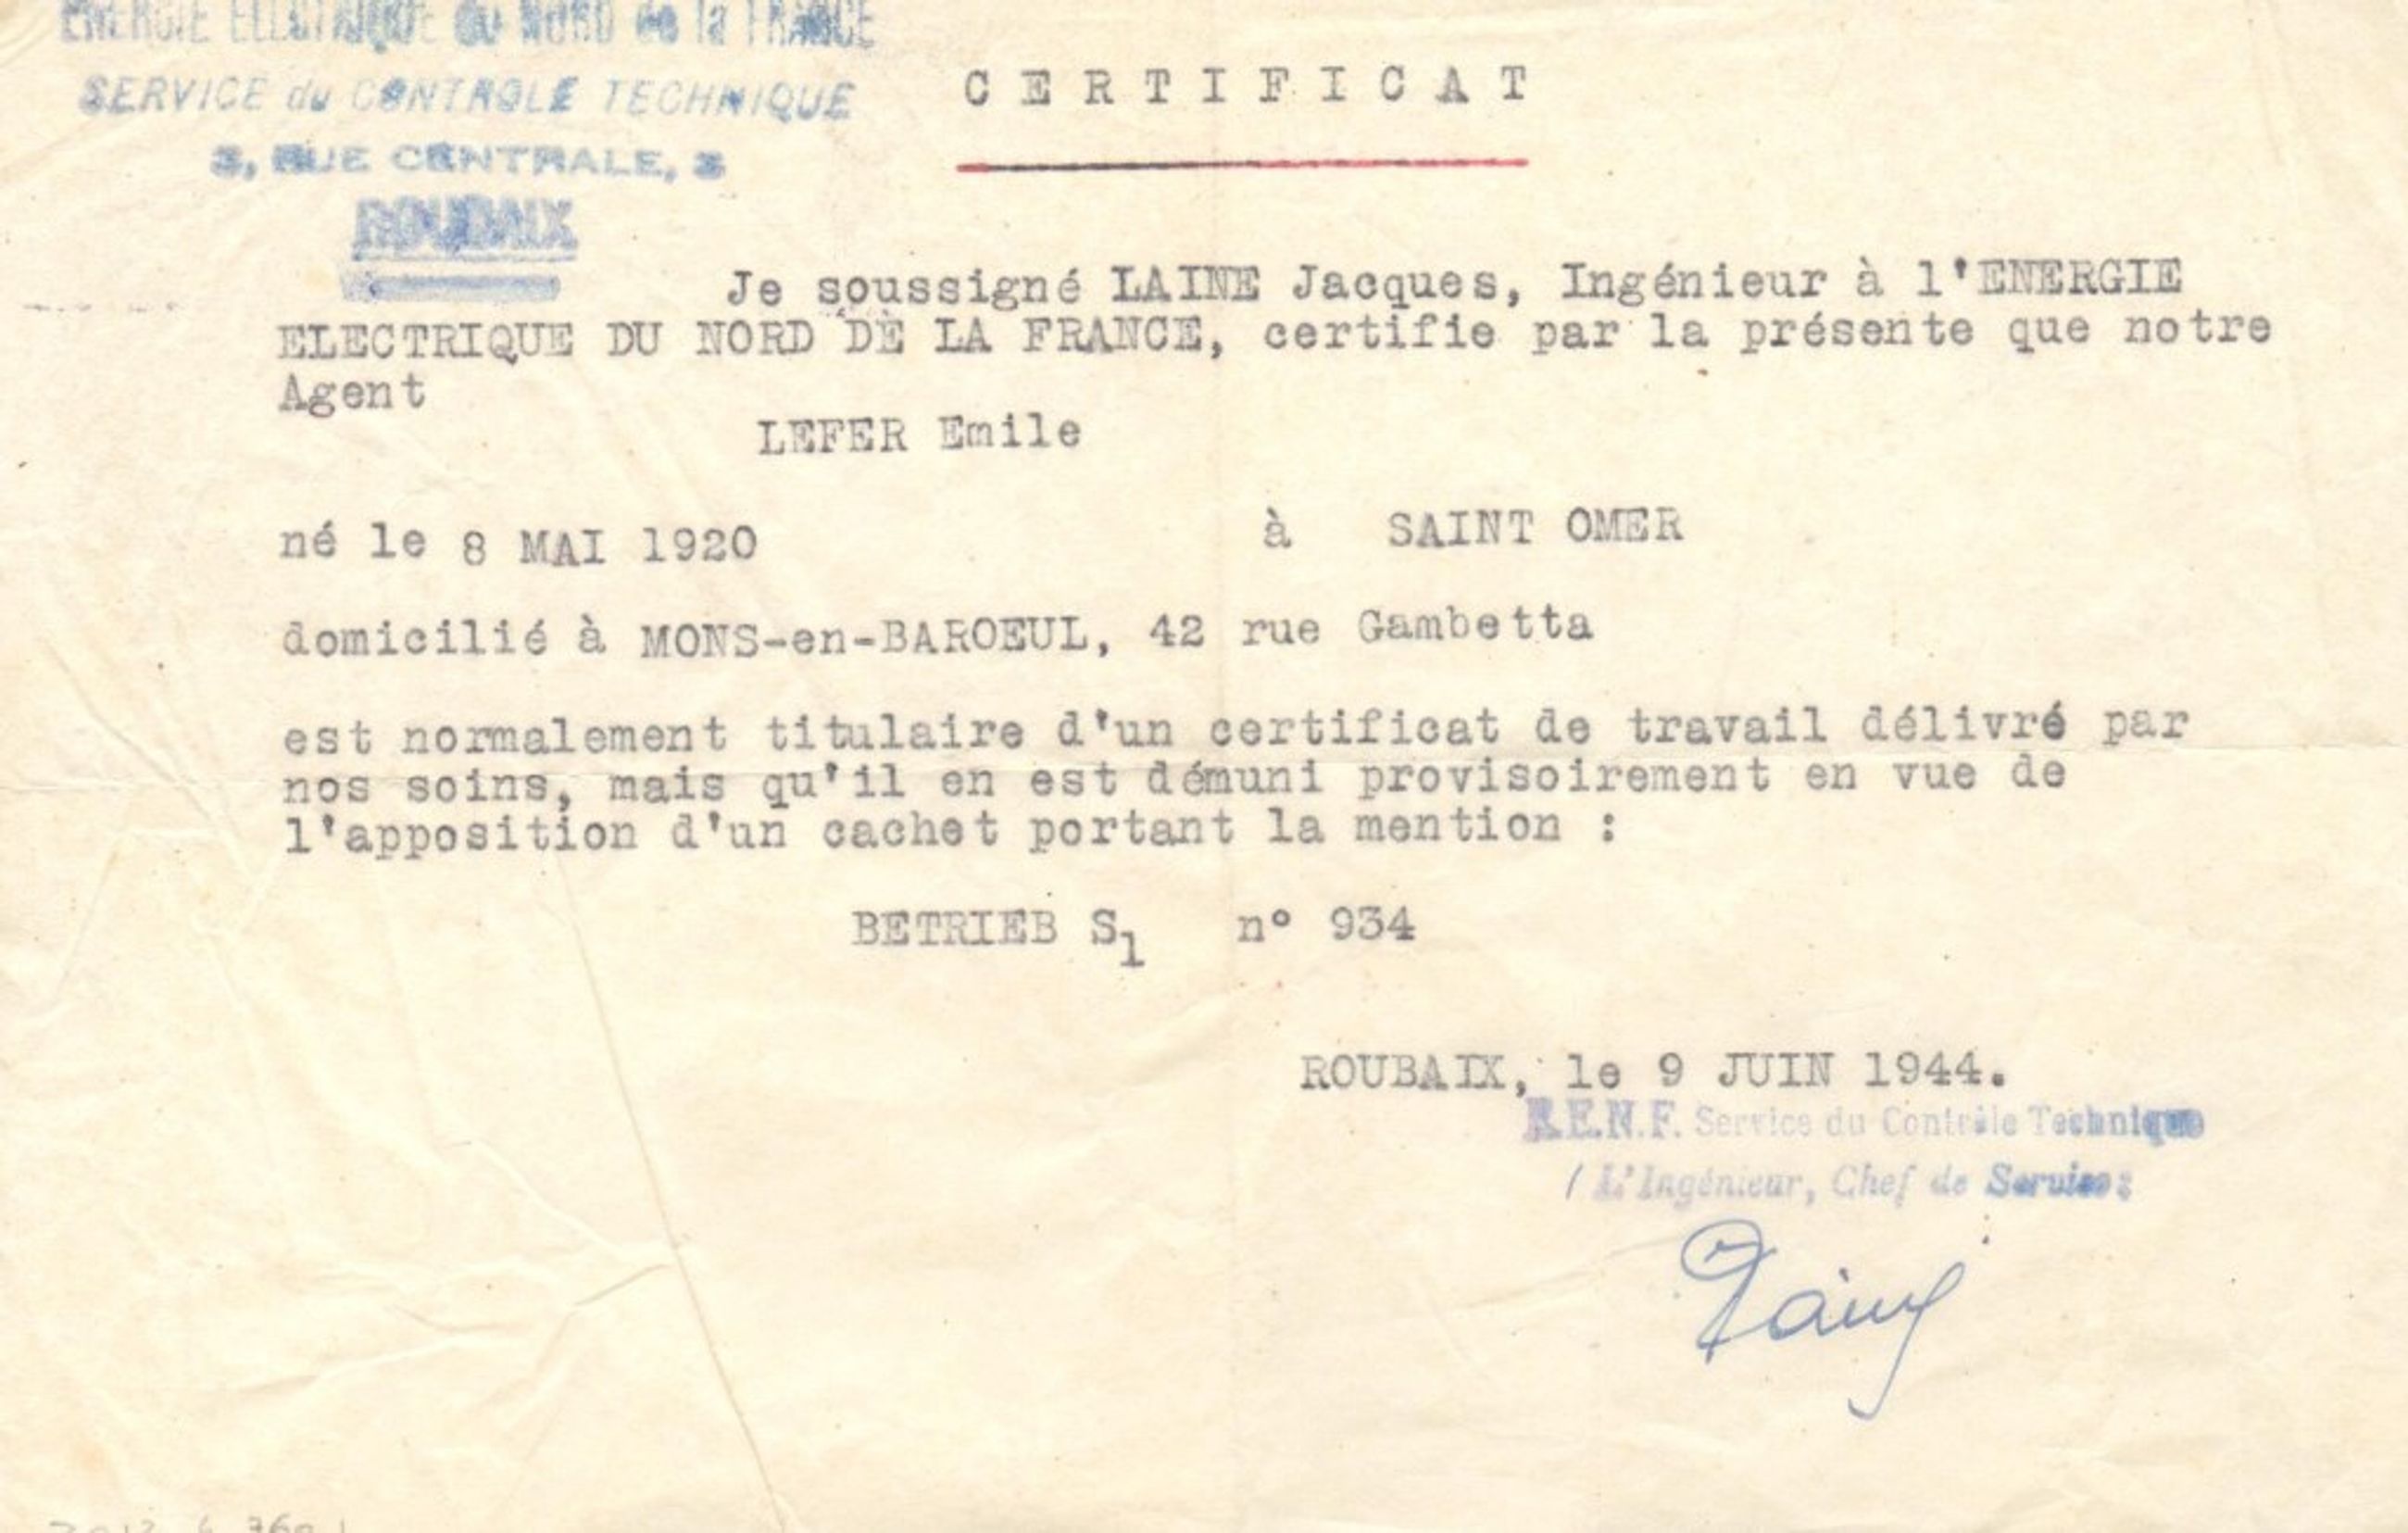 ENERGIE ELECTRIQUE du NORD de la FRANCE
SERVICE du CONTROLE TECHNIQUE
3, RUE CENTRALE, 3
ROUBAIX
CERTIFICAT
Je soussigné LAINE Jacques, Ingénieur à l'ENERGIE
ELECTRIQUE DU NORD DE LA FRANCE, certifie par la présente que notre
Agent
LEFER Emile
né le 8 MAI 1920 à SAINT OMER
domicilié à MONS-en-BAROEUL, 42 rue Gambetta
est normalement titulaire d'un certificat de travail délivré par
nos soins, mais qu'il en est démuni provisoirement en vue de
l'apposition d'un cachet portant la mention :
BETRIEB S1 n° 934
ROUBAIX, le 9 JUIN 1944.
E.E.N.F. Service du Contrôle Technique
/ L'Ingénieur, Chef de Service: